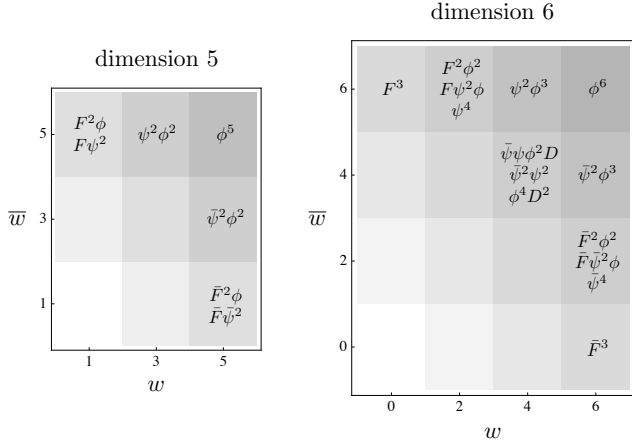 dimension 5
F²ϕ
Fψ²
ψ²ϕ²
ϕ⁵
ψ̄²ϕ²
F̄²ϕ
F̄ψ̄²
5
3
1
w̄
1
3
5
w
dimension 6
F³
F²ϕ²
Fψ²ϕ
ψ⁴
ψ²ϕ³
ϕ⁶
ψ̄ψϕ²D
ψ̄²ψ²
ϕ⁴D²
ψ̄²ϕ³
F̄²ϕ²
F̄ψ̄²ϕ
ψ̄⁴
F̄³
6
4
2
0
w̄
0
2
4
6
w